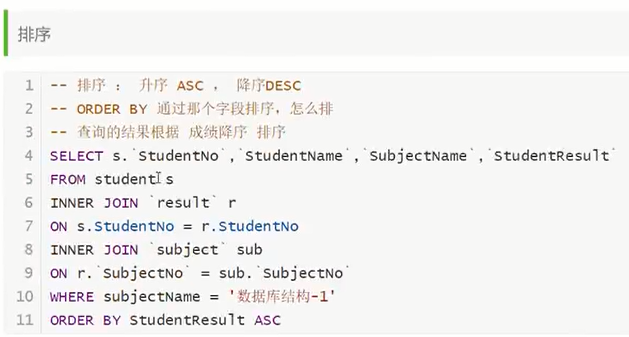 排序
1 -- 排序 ： 升序 ASC ， 降序DESC
2 -- ORDER BY 通过那个字段排序，怎么排
3 -- 查询的结果根据 成绩降序 排序
4 SELECT s.`StudentNo`,`StudentName`,`SubjectName`,`StudentResult`
5 FROM student s
6 INNER JOIN `result` r
7 ON s.StudentNo = r.StudentNo
8 INNER JOIN `subject` sub
9 ON r.`SubjectNo` = sub.`SubjectNo`
10 WHERE subjectName = '数据库结构-1'
11 ORDER BY StudentResult ASC